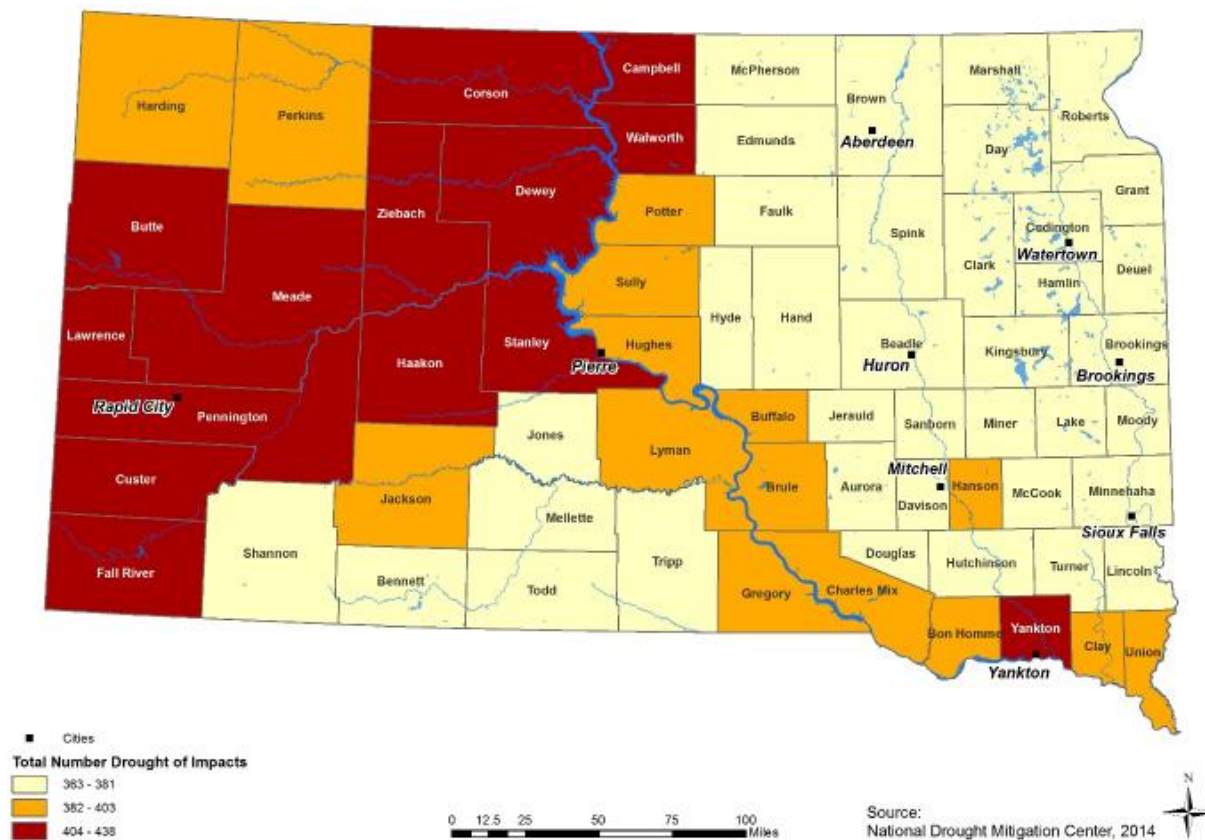 Campbell
McPherson
Marshall
Brown
Harding
Corson
Perkins
Roberts
Walworth
Edmunds
Aberdeen
Day
Dewey
Grant
Ziebach
Potter
Faulk
Butte
Spink
Codington
Watertown
Clark
Deuel
Hamlin
Meade
Sully
Hyde
Hand
Lawrence
Haakon
Stanley
Hughes
Beadle
Kingsbury
Brookings
Pierre
Huron
Brookings
Rapid City
Pennington
Buffalo
Jerauld
Sanborn
Miner
Lake
Moody
Jones
Lyman
Mitchell
Custer
Jackson
Brule
Aurora
Hanson
McCook
Minnehaha
Davison
Mellette
Sioux Falls
Shannon
Tripp
Douglas
Hutchinson
Turner
Lincoln
Fall River
Bennett
Todd
Gregory
Charles Mix
Yankton
Bon Homme
Clay
Union
Yankton
Cities
Total Number Drought of Impacts
363 - 381
382 - 403
404 - 438
0 12.5 25 50 75 100
Miles
N
Source:
National Drought Mitigation Center, 2014